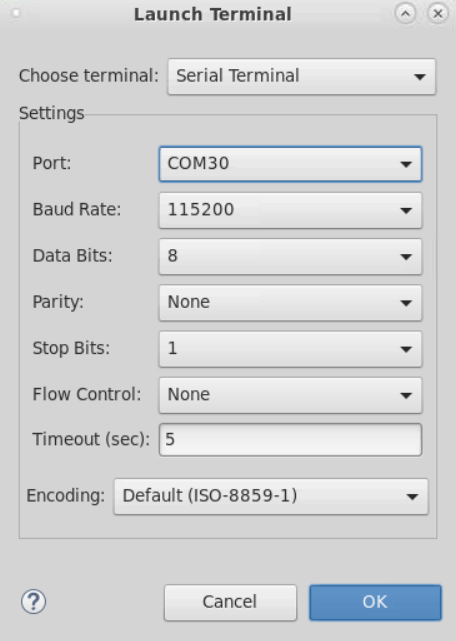 Launch Terminal
Choose terminal: Serial Terminal
Settings
Port: COM30
Baud Rate: 115200
Data Bits: 8
Parity: None
Stop Bits: 1
Flow Control: None
Timeout (sec): 5
Encoding: Default (ISO-8859-1)
? Cancel OK